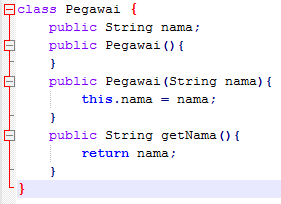 class Pegawai {
    public String nama;
    public Pegawai(){
    }
    public Pegawai(String nama){
        this.nama = nama;
    }
    public String getNama(){
        return nama;
    }
}